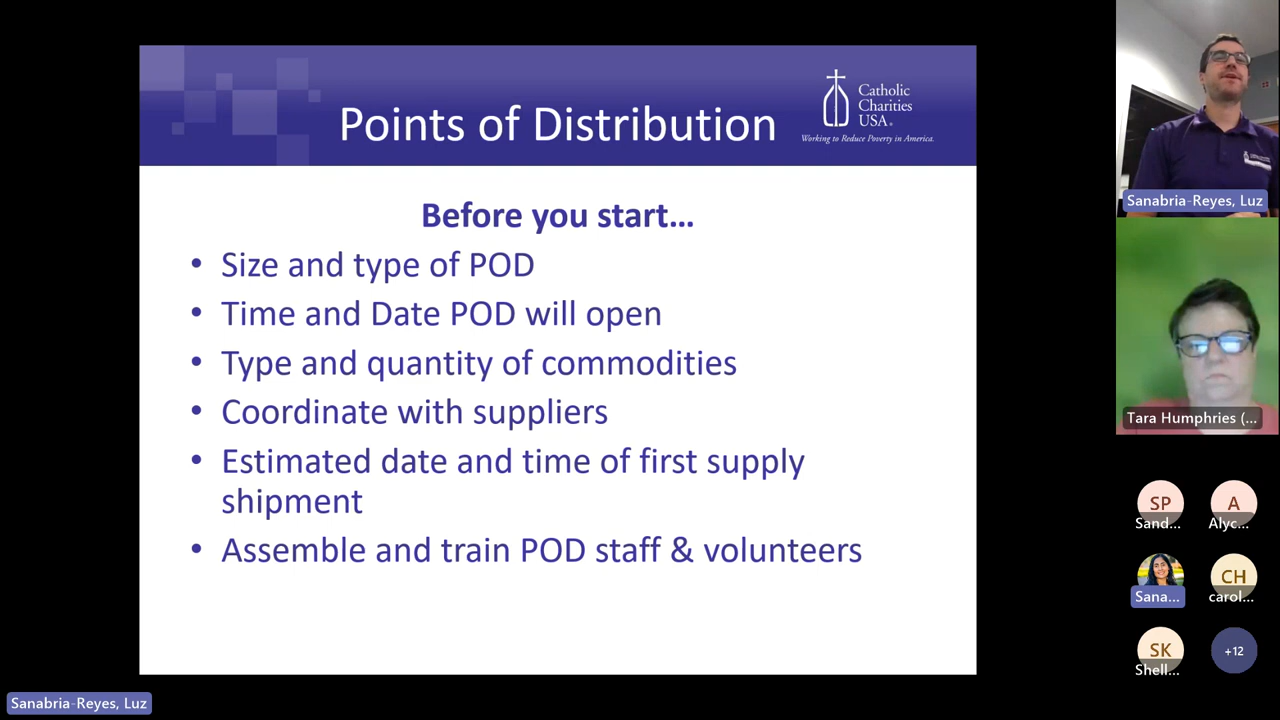 Points of Distribution
Catholic
Charities
USA®
Working to Reduce Poverty in America.
Before you start...
• Size and type of POD
• Time and Date POD will open
• Type and quantity of commodities
• Coordinate with suppliers
• Estimated date and time of first supply
shipment
• Assemble and train POD staff & volunteers
Sanabria-Reyes, Luz
Tara Humphries (...
SP
Sand...
A
Alyc...
Sana...
CH
carol...
SK
Shell...
+12
Sanabria-Reyes, Luz